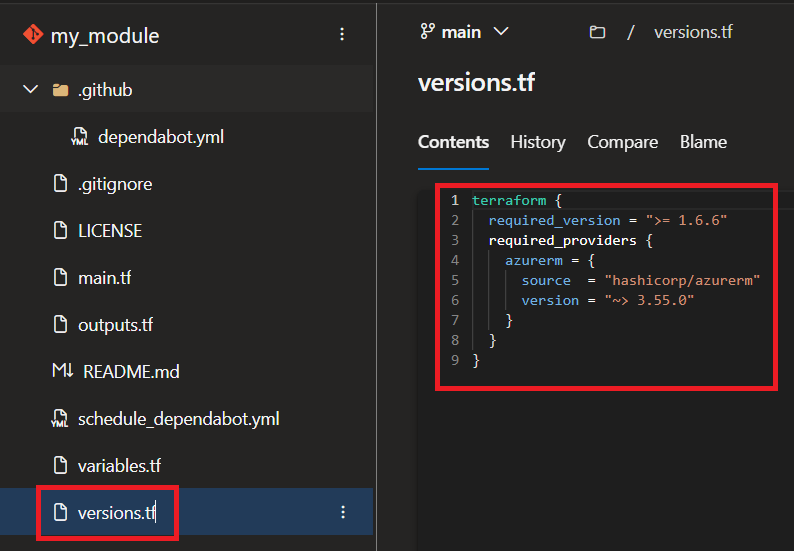 my_module
.github
YML dependabot.yml
.gitignore
LICENSE
main.tf
outputs.tf
M↓ README.md
YML schedule_dependabot.yml
variables.tf
versions.tf
main / versions.tf
versions.tf
Contents History Compare Blame
1 terraform {
2 required_version = ">= 1.6.6"
3 required_providers {
4 azurerm = {
5 source  = "hashicorp/azurerm"
6 version = "~> 3.55.0"
7 }
8 }
9 }